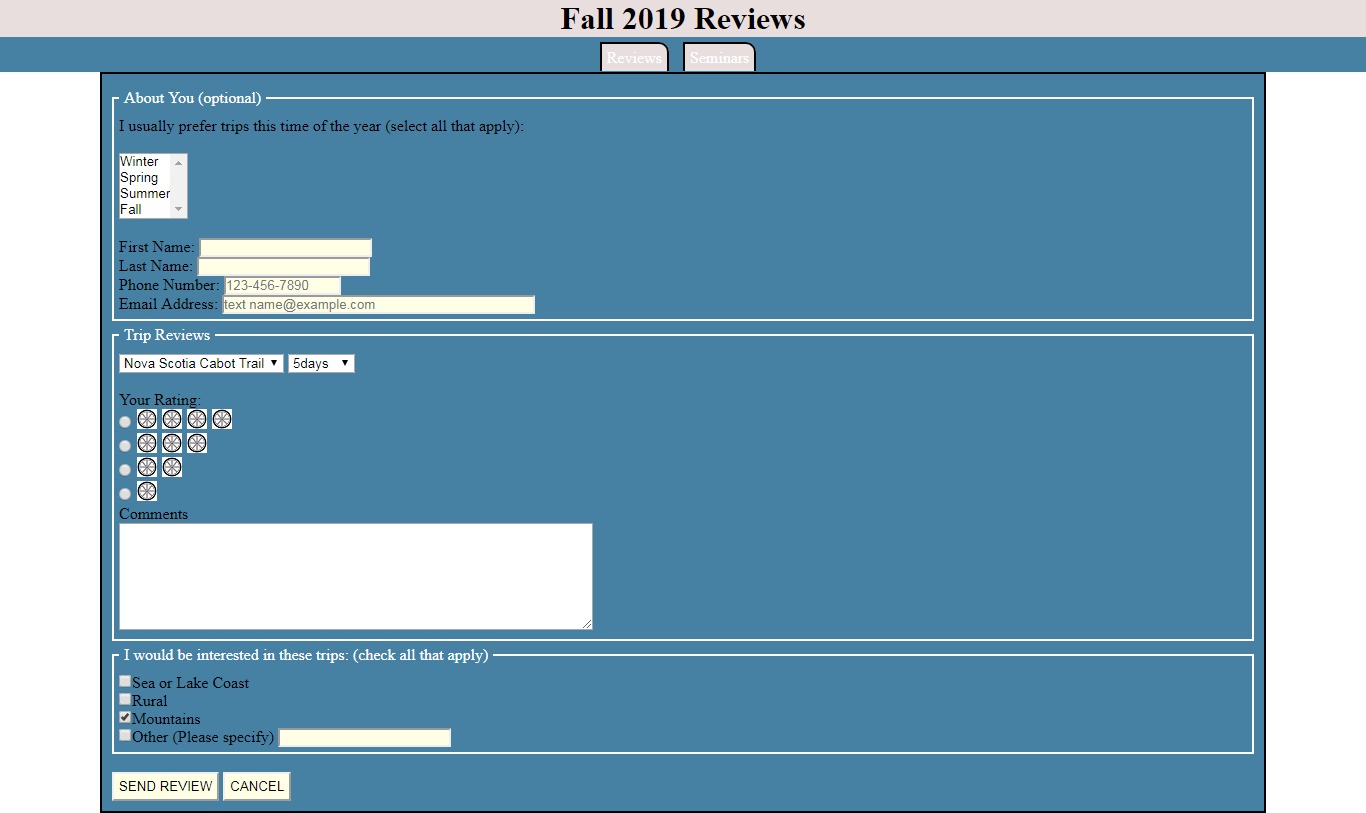 Fall 2019 Reviews
Reviews Seminars
About You (optional)
I usually prefer trips this time of the year (select all that apply):
Winter
Spring
Summer
Fall
First Name:
Last Name:
Phone Number: 123-456-7890
Email Address: text name@example.com
Trip Reviews
Nova Scotia Cabot Trail 5days
Your Rating:
Comments
I would be interested in these trips: (check all that apply)
Sea or Lake Coast
Rural
Mountains
Other (Please specify)
SEND REVIEW CANCEL